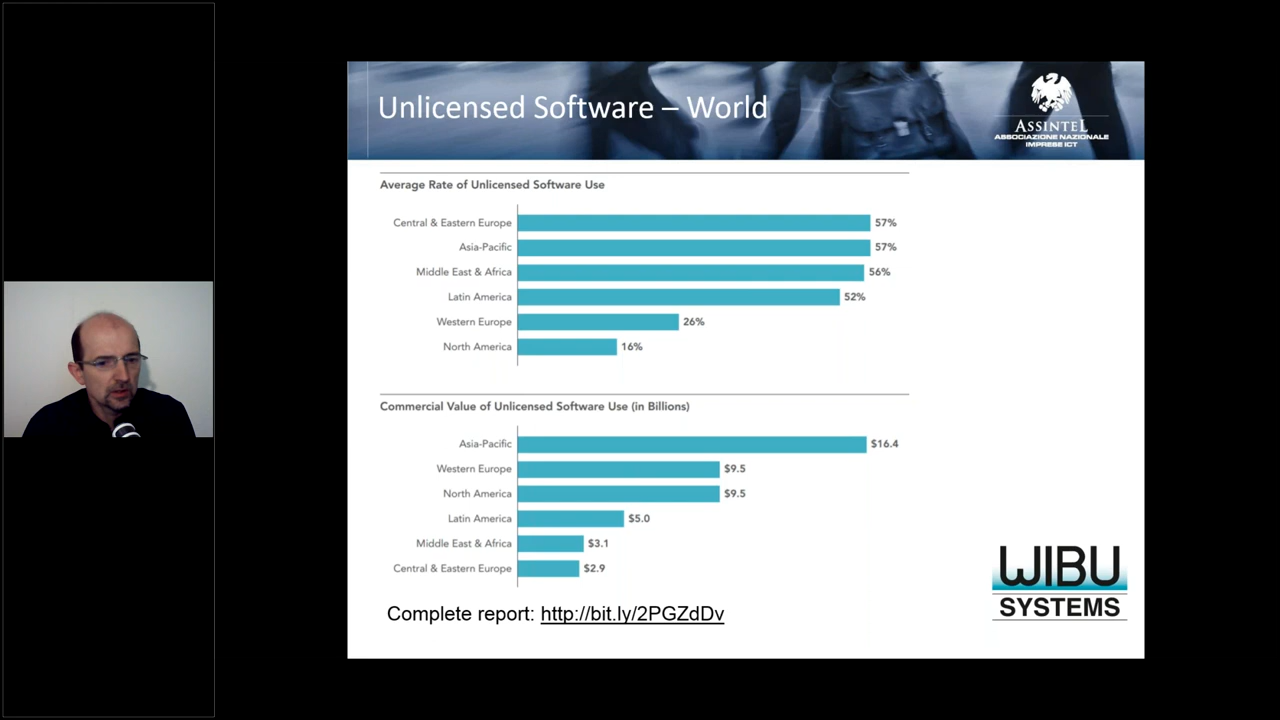 Unlicensed Software – World
ASSINTEL
ASSOCIAZIONE NAZIONALE
IMPRESE ICT
Average Rate of Unlicensed Software Use
Central & Eastern Europe 57%
Asia-Pacific 57%
Middle East & Africa 56%
Latin America 52%
Western Europe 26%
North America 16%
Commercial Value of Unlicensed Software Use (in Billions)
Asia-Pacific $16.4
Western Europe $9.5
North America $9.5
Latin America $5.0
Middle East & Africa $3.1
Central & Eastern Europe $2.9
Complete report: http://bit.ly/2PGZdDv
WIBU
SYSTEMS